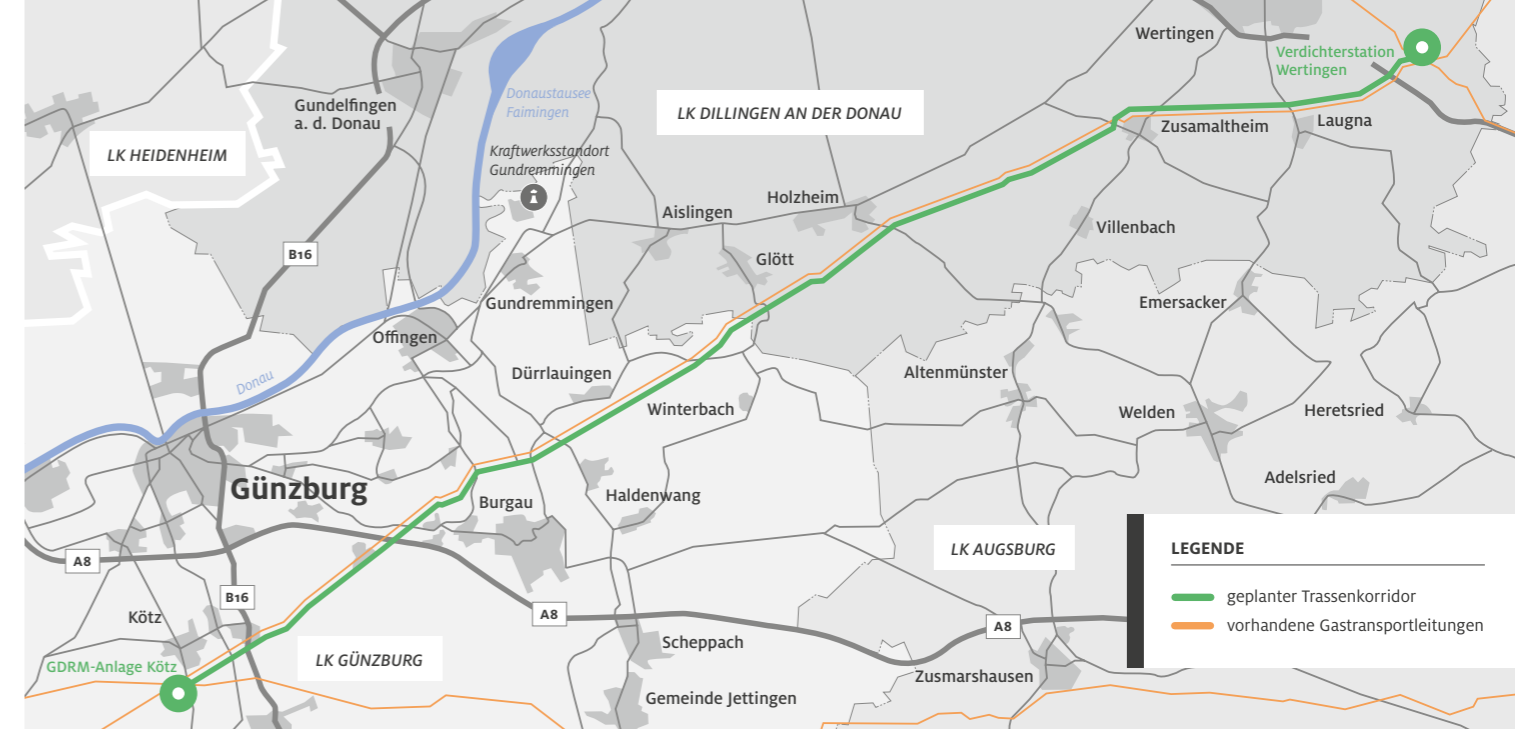 Wertingen
Verdichterstation
Wertingen
Donaustausee
Faimingen
Gundelfingen
a. d. Donau
LK DILLINGEN AN DER DONAU
Zusamaltheim
Laugna
LK HEIDENHEIM
Kraftwerksstandort
Gundremmingen
Holzheim
Aislingen
Villenbach
B16
Glött
Gundremmingen
Emersacker
Offingen
Donau
Dürrlauingen
Altenmünster
Winterbach
Welden
Heretsried
Günzburg
Burgau
Haldenwang
Adelsried
A8
LK AUGSBURG
B16
Kötz
A8
A8
Scheppach
LK GÜNZBURG
GDRM-Anlage Kötz
Zusmarshausen
Gemeinde Jettingen
LEGENDE
geplanter Trassenkorridor
vorhandene Gastransportleitungen